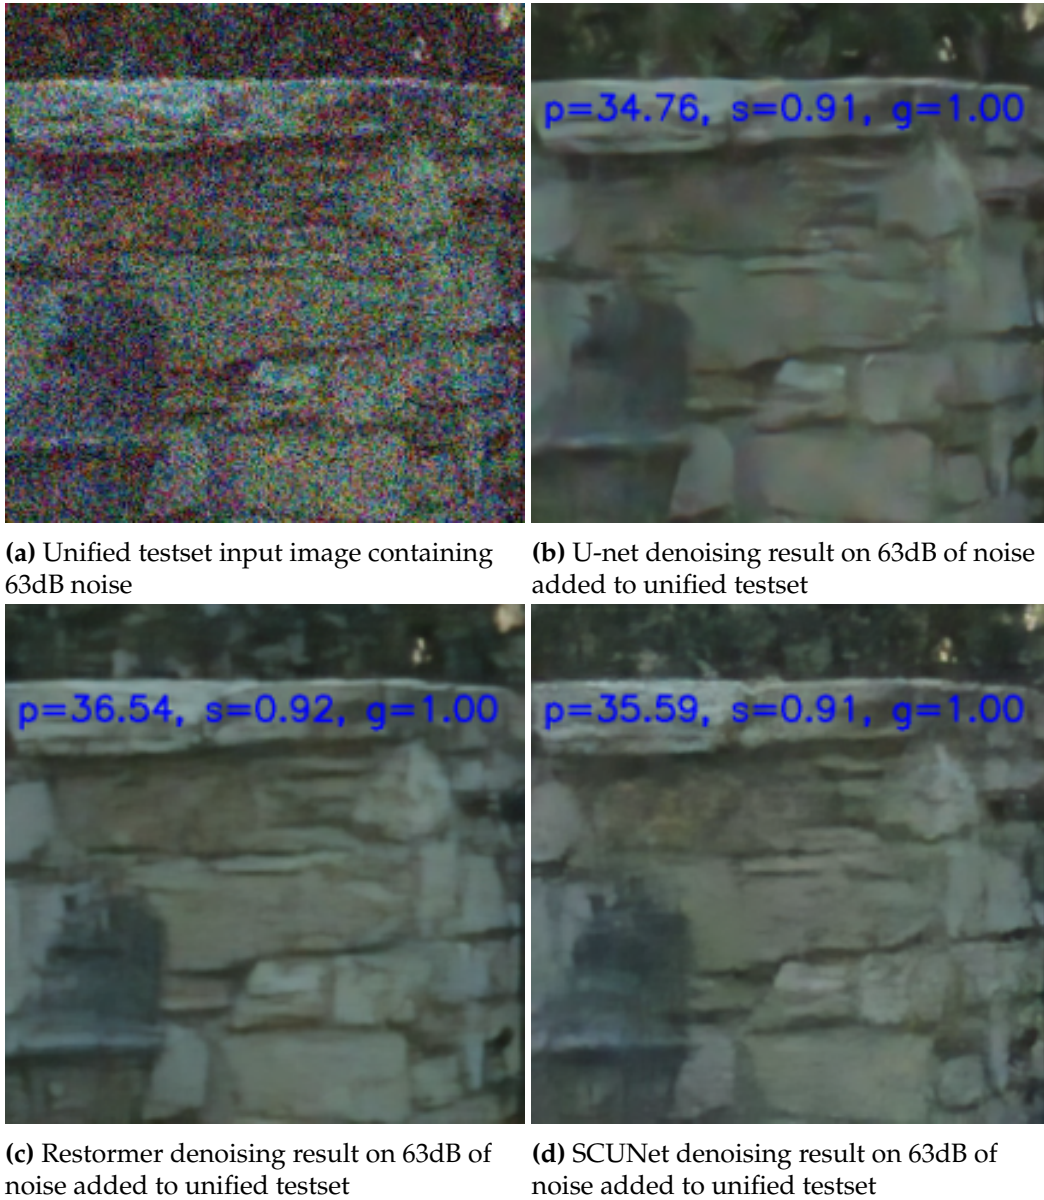 p=34.76, s=0.91, g=1.00
(a) Unified testset input image containing
63dB noise
(b) U-net denoising result on 63dB of noise
added to unified testset
p=36.54, s=0.92, g=1.00
p=35.59, s=0.91, g=1.00
(c) Restormer denoising result on 63dB of
noise added to unified testset
(d) SCUNet denoising result on 63dB of
noise added to unified testset